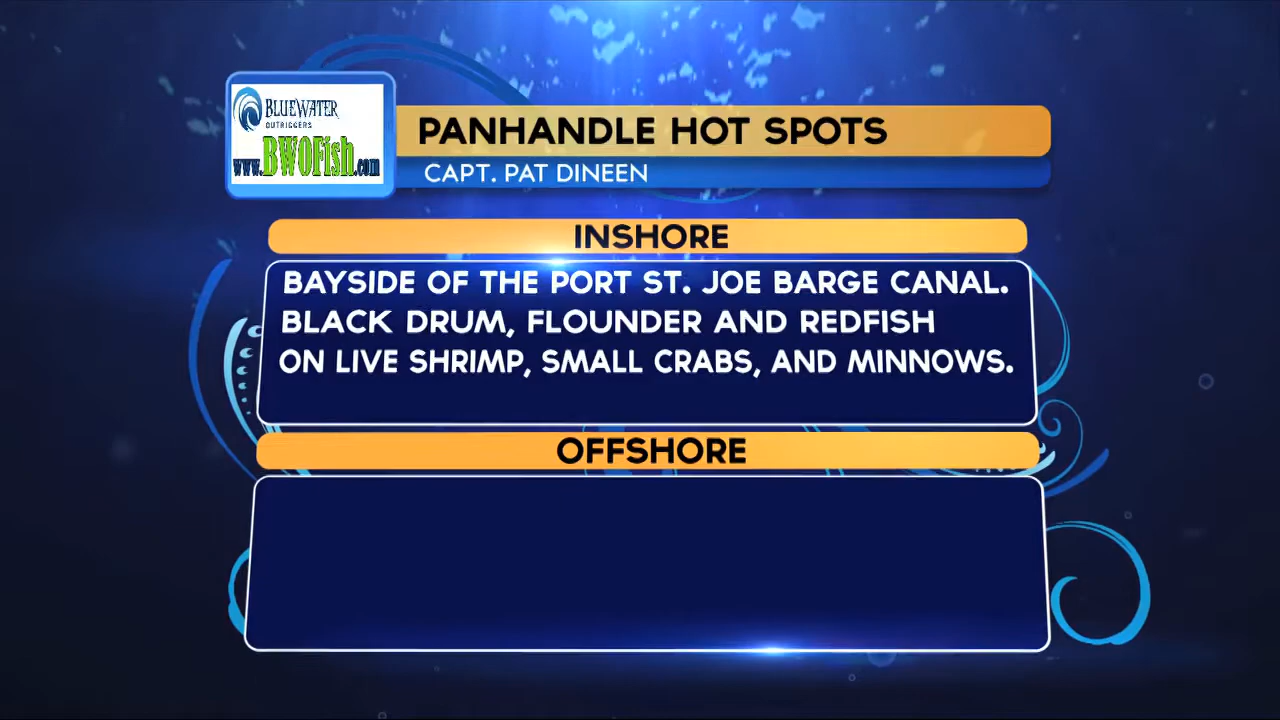 BLUEWATER
OUTRIGGERS
www.BWOFish.com
PANHANDLE HOT SPOTS
CAPT. PAT DINEEN
INSHORE
BAYSIDE OF THE PORT ST. JOE BARGE CANAL.
BLACK DRUM, FLOUNDER AND REDFISH
ON LIVE SHRIMP, SMALL CRABS, AND MINNOWS.
OFFSHORE